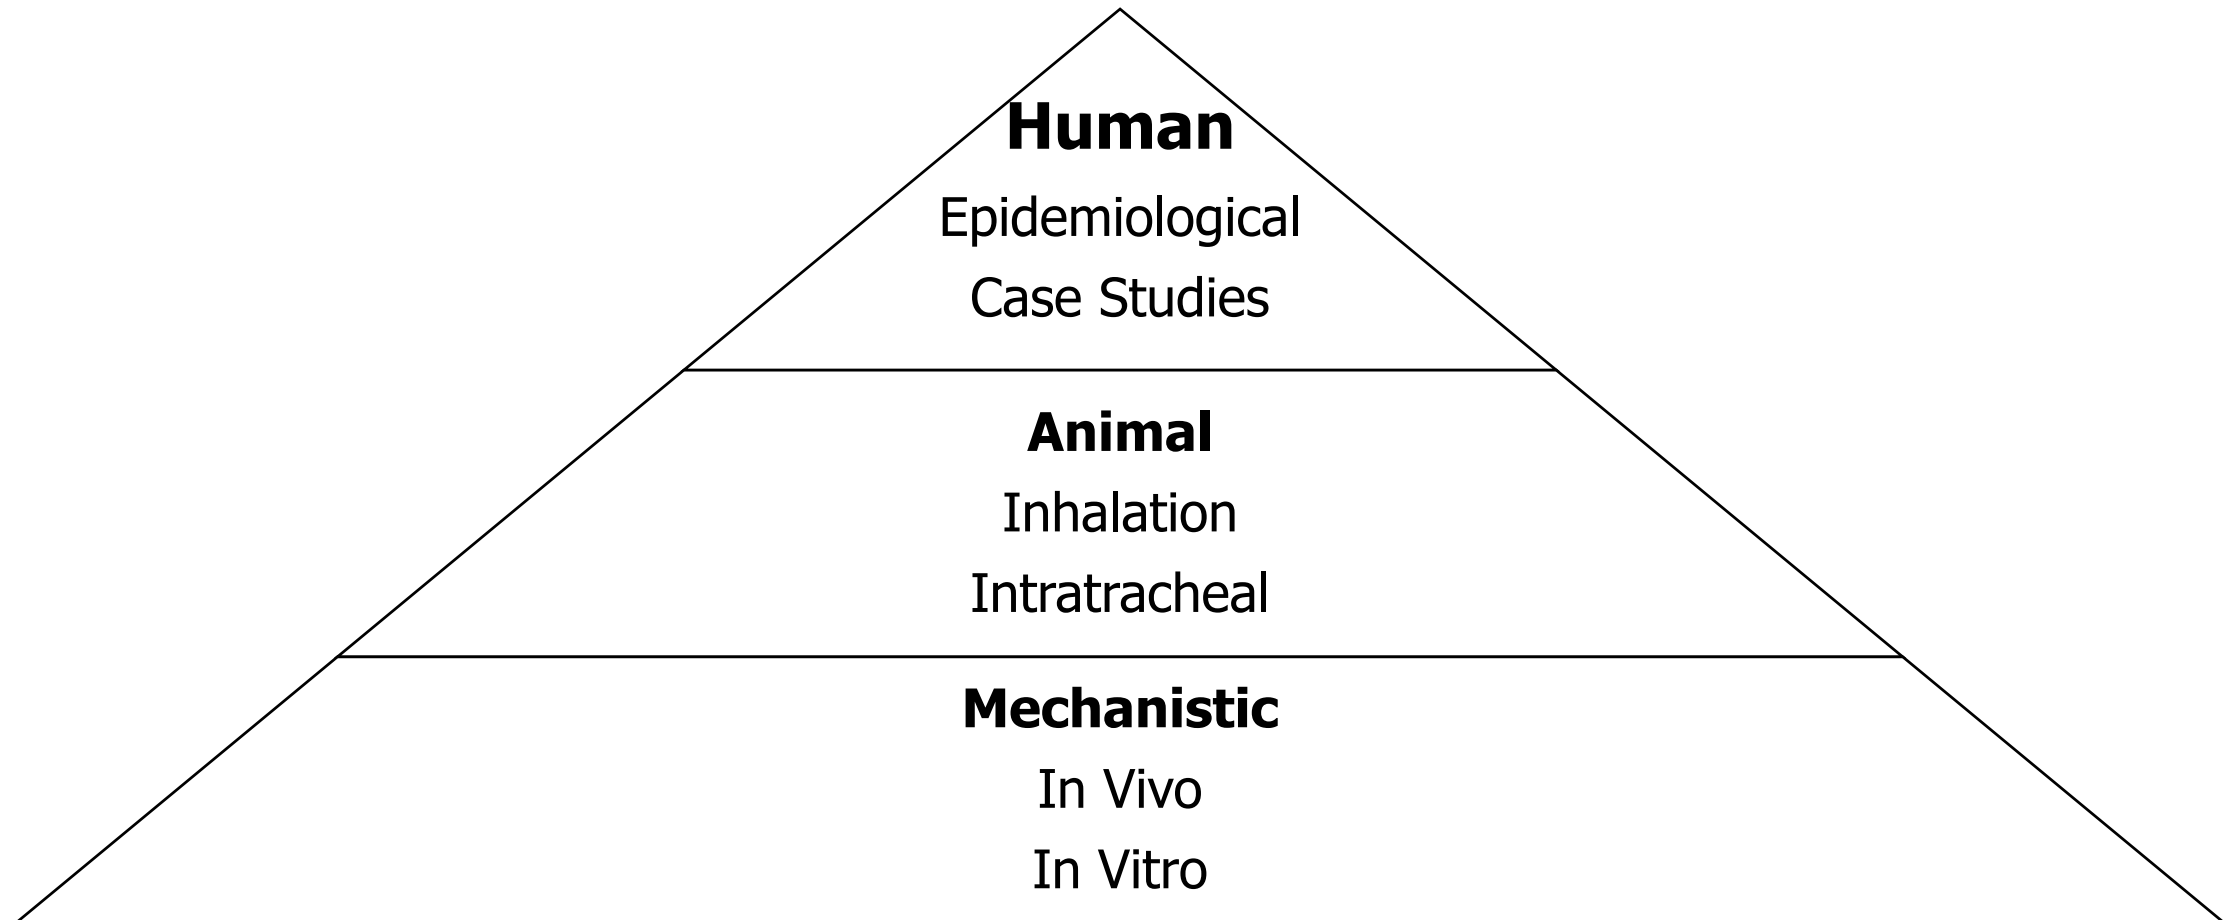 Human
Epidemiological
Case Studies
Animal
Inhalation
Intratracheal
Mechanistic
In Vivo
In Vitro